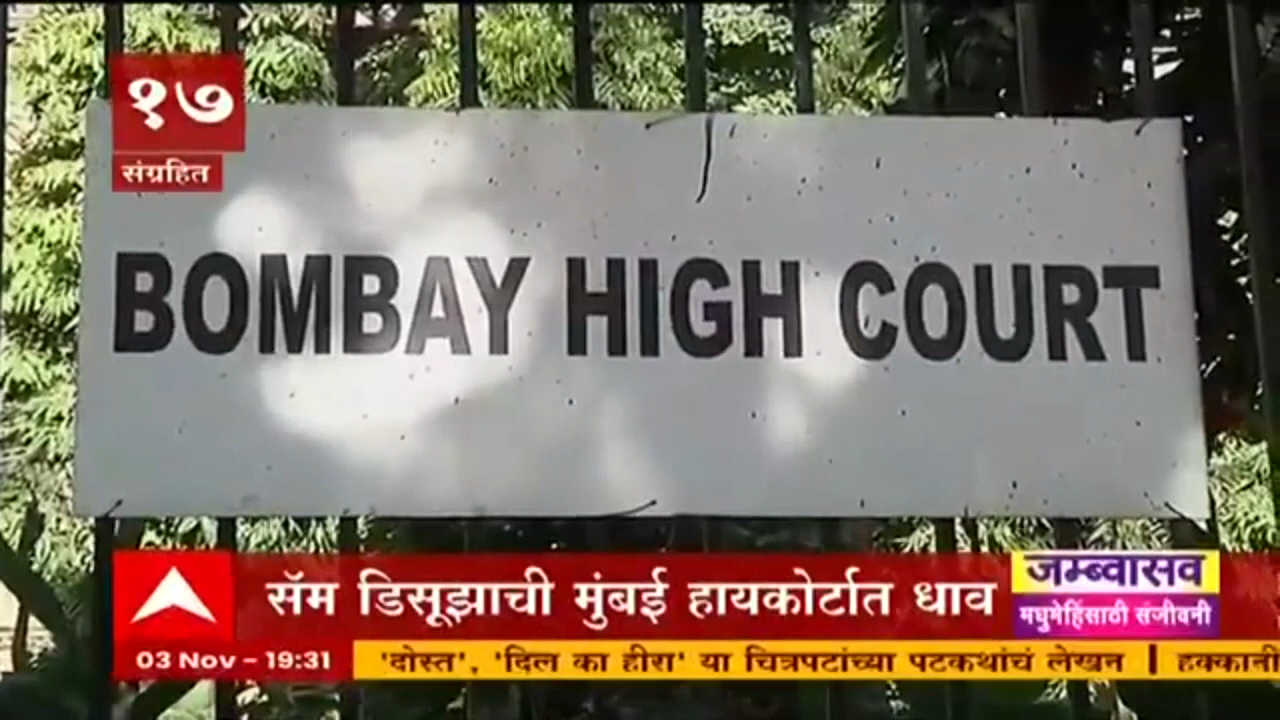 १७
संग्रहित
BOMBAY HIGH COURT
सॅम डिसूझाची मुंबई हायकोर्टात धाव
जम्ब्वासव
मधुमेहिंसाठी संजीवनी
03 Nov – 19:31
'दोस्त', 'दिल का हीरा' या चित्रपटांच्या पटकथांचं लेखन | हक्कानी